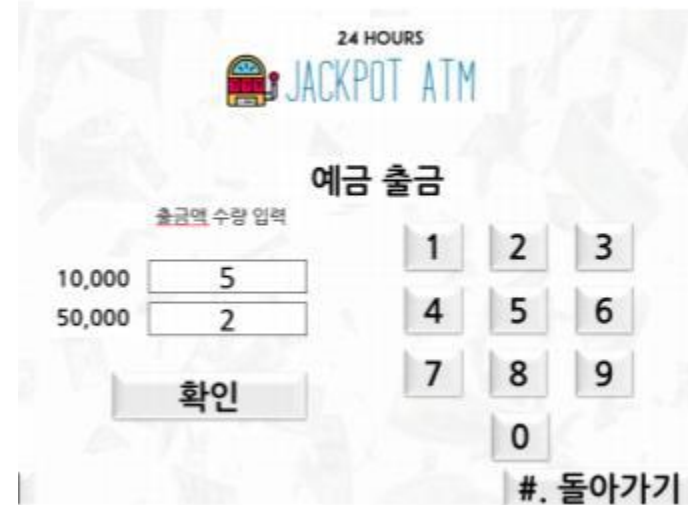 24 HOURS
JACKPOT ATM
예금 출금
출금액 수량 입력
10,000 5
50,000 2
확인
1 2 3
4 5 6
7 8 9
0
#. 돌아가기